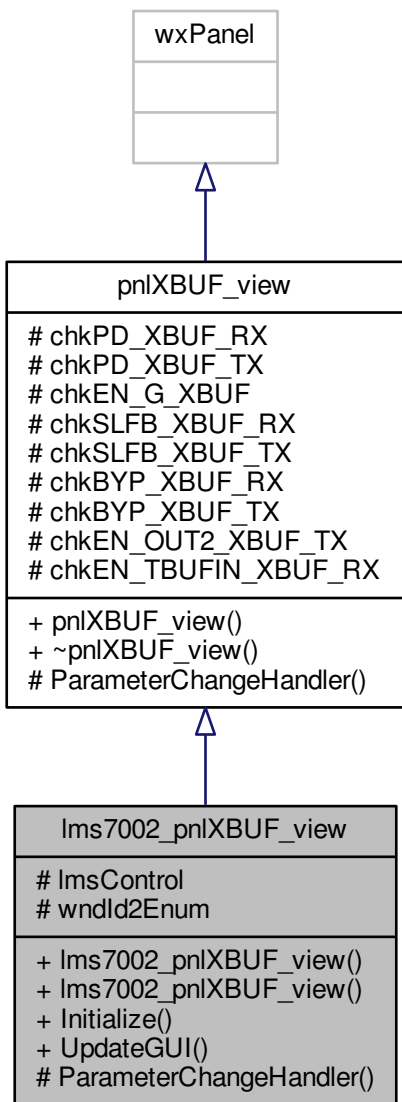 wxPanel
pnlXBUF_view
# chkPD_XBUF_RX
# chkPD_XBUF_TX
# chkEN_G_XBUF
# chkSLFB_XBUF_RX
# chkSLFB_XBUF_TX
# chkBYP_XBUF_RX
# chkBYP_XBUF_TX
# chkEN_OUT2_XBUF_TX
# chkEN_TBUFIN_XBUF_RX
+ pnlXBUF_view()
+ ~pnlXBUF_view()
# ParameterChangeHandler()
lms7002_pnlXBUF_view
# lmsControl
# wndId2Enum
+ lms7002_pnlXBUF_view()
+ lms7002_pnlXBUF_view()
+ Initialize()
+ UpdateGUI()
# ParameterChangeHandler()